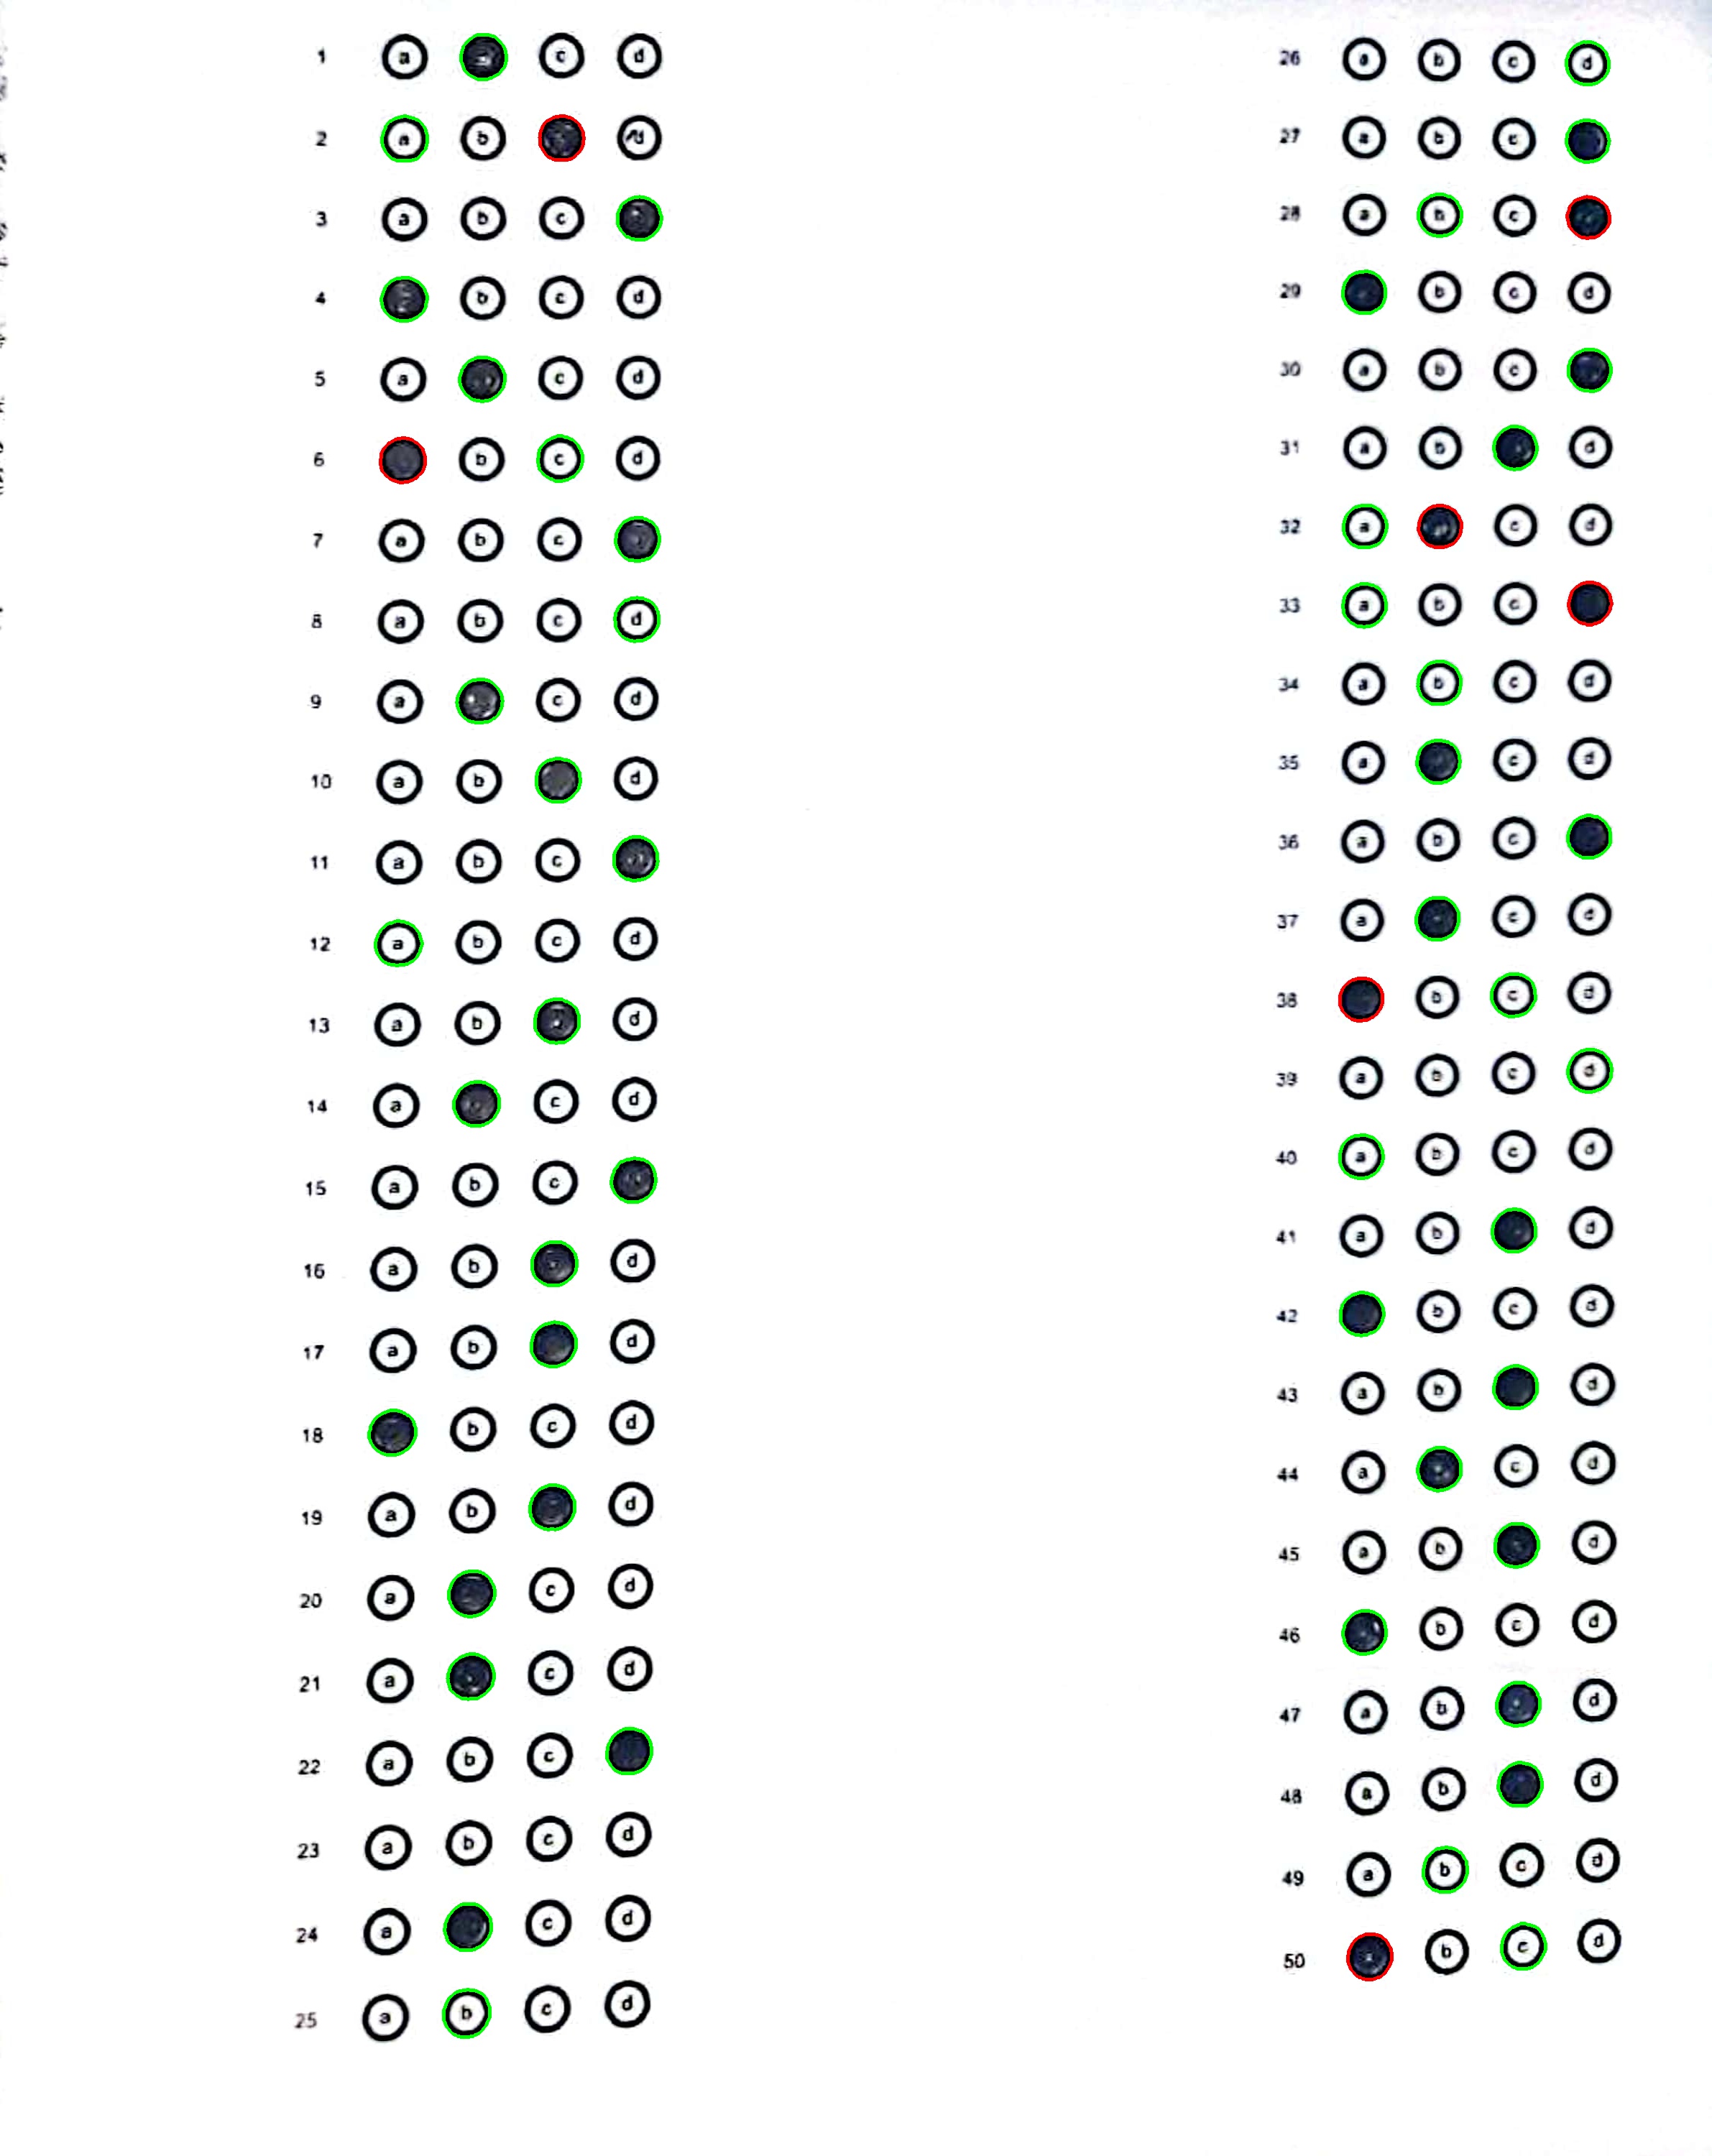 1 a c d
2 a b d
3 a b c
4 b c d
5 a c d
6 b c d
7 a b c
8 a b c d
9 a c d
10 a b d
11 a b c
12 a b c d
13 a b d
14 a c d
15 a b c
16 a b d
17 a b d
18 b c d
19 a b d
20 a c d
21 a c d
22 a b c
23 a b c d
24 a c d
25 a b c d
26 a b c d
27 a b c
28 a b c
29 b c d
30 a b c
31 a b d
32 a c d
33 a b c
34 a b c d
35 a c d
36 a b c
37 a c d
38 b c d
39 a b c d
40 a b c d
41 a b d
42 b c d
43 a b d
44 a c d
45 a b d
46 b c d
47 a b d
48 a b d
49 a b c d
50 b c d